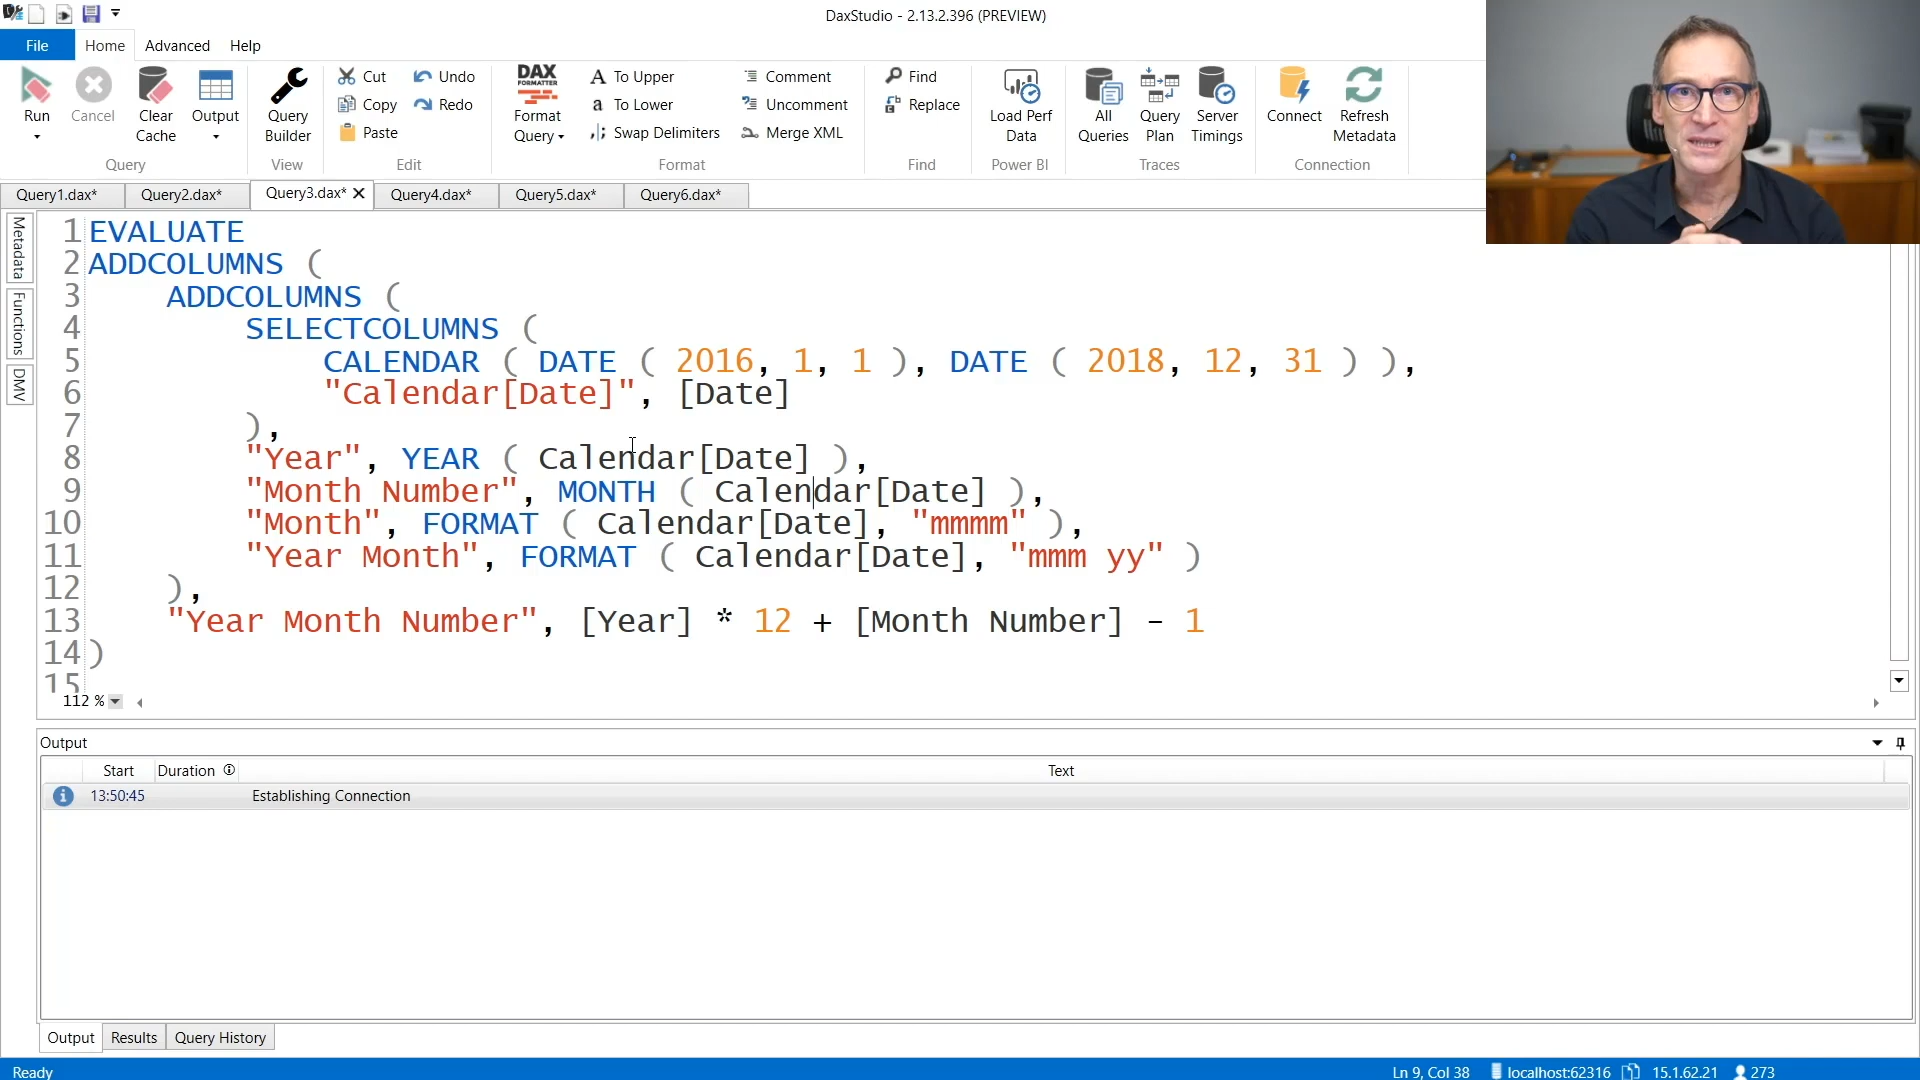 DaxStudio - 2.13.2.396 (PREVIEW)
File Home Advanced Help
Run
Cancel
Clear Cache
Output
Query
Query Builder
View
Cut
Copy
Paste
Undo
Redo
Edit
DAX FORMATTER
Format Query
To Upper
To Lower
Swap Delimiters
Comment
Uncomment
Merge XML
Format
Find
Replace
Find
Load Perf Data
Power BI
All Queries
Query Plan
Server Timings
Traces
Connect
Refresh Metadata
Connection
Query1.dax* Query2.dax* Query3.dax* Query4.dax* Query5.dax* Query6.dax*
Metadata
Functions
DMV
1 EVALUATE
2 ADDCOLUMNS (
3 ADDCOLUMNS (
4 SELECTCOLUMNS (
5 CALENDAR ( DATE ( 2016, 1, 1 ), DATE ( 2018, 12, 31 ) ),
6 "Calendar[Date]", [Date]
7 ),
8 "Year", YEAR ( Calendar[Date] ),
9 "Month Number", MONTH ( Calendar[Date] ),
10 "Month", FORMAT ( Calendar[Date], "mmmm" ),
11 "Year Month", FORMAT ( Calendar[Date], "mmm yy" )
12 ),
13 "Year Month Number", [Year] * 12 + [Month Number] - 1
14 )
15
112 %
Output
Start Duration Text
13:50:45 Establishing Connection
Output Results Query History
Ready Ln 9, Col 38 localhost:62316 15.1.62.21 273